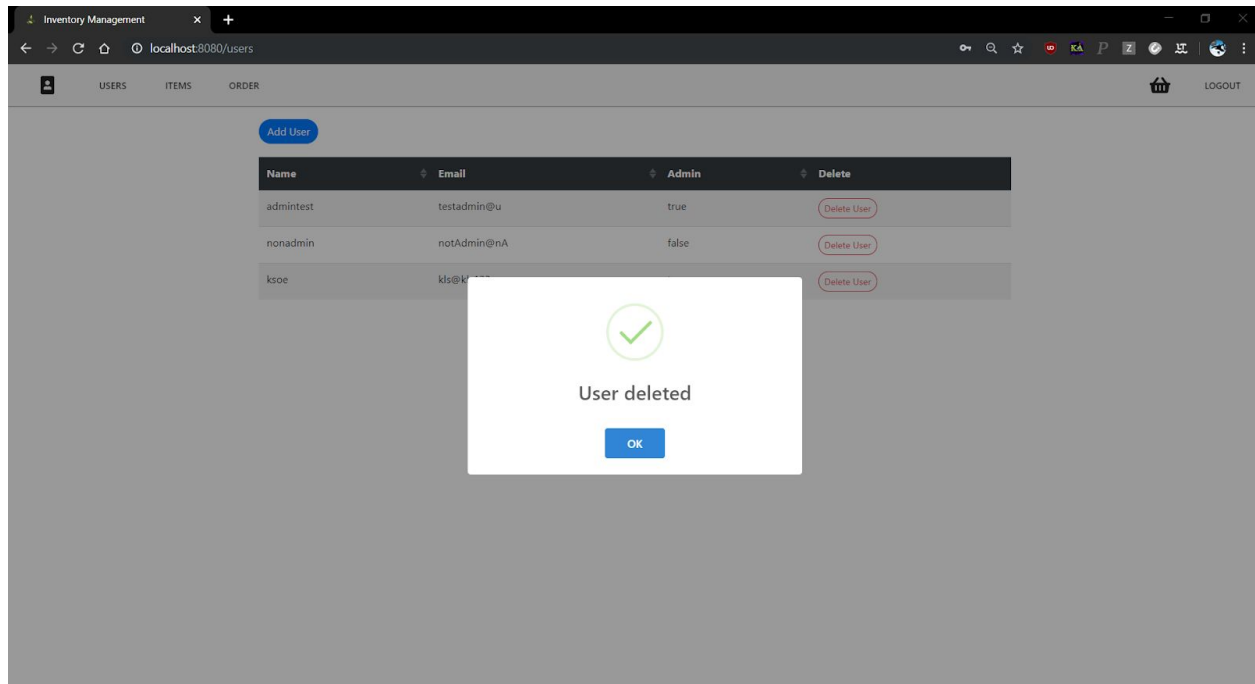 Inventory Management
localhost:8080/users
USERS ITEMS ORDER LOGOUT
Add User
Name Email Admin Delete
admintest testadmin@u true Delete User
nonadmin notAdmin@nA false Delete User
ksoe Delete User
User deleted
OK